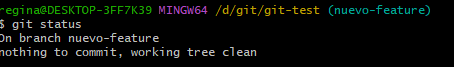 regina@DESKTOP-3FF7K39 MINGW64 /d/git/git-test (nuevo-feature)
$ git status
On branch nuevo-feature
nothing to commit, working tree clean